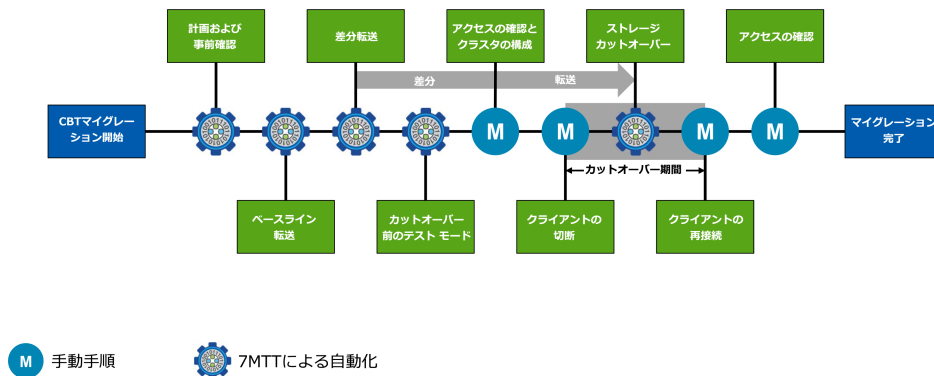 計画および
事前確認
差分転送
アクセスの確認と
クラスタの構成
ストレージ
カットオーバー
アクセスの確認
差分
転送
CBTマイグレー
ション開始
M
M
M
M
マイグレーション
完了
カットオーバー期間
ベースライン
転送
カットオーバー
前のテスト モード
クライアントの
切断
クライアントの
再接続
M
手動手順
7MTTによる自動化